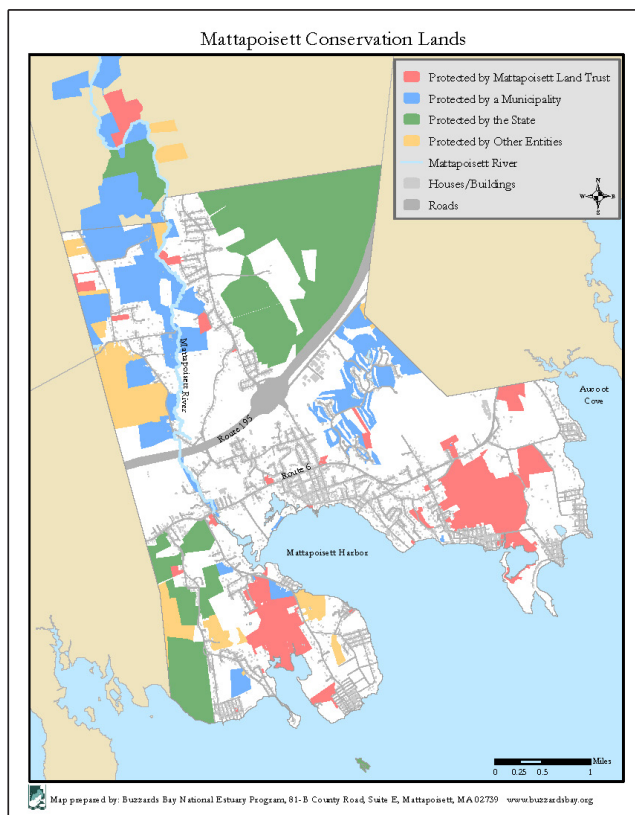 Mattapoisett Conservation Lands
Protected by Mattapoisett Land Trust
Protected by a Municipality
Protected by the State
Protected by Other Entities
Mattapoisett River
Houses/Buildings
Roads
N
W
E
S
Aucoot
Cove
Mattapoisett River
Route 195
Route 6
Mattapoisett Harbor
Miles
0 0.25 0.5 1
Map prepared by: Buzzards Bay National Estuary Program, 81-B County Road, Suite E, Mattapoisett, MA 02739 www.buzzardsbay.org